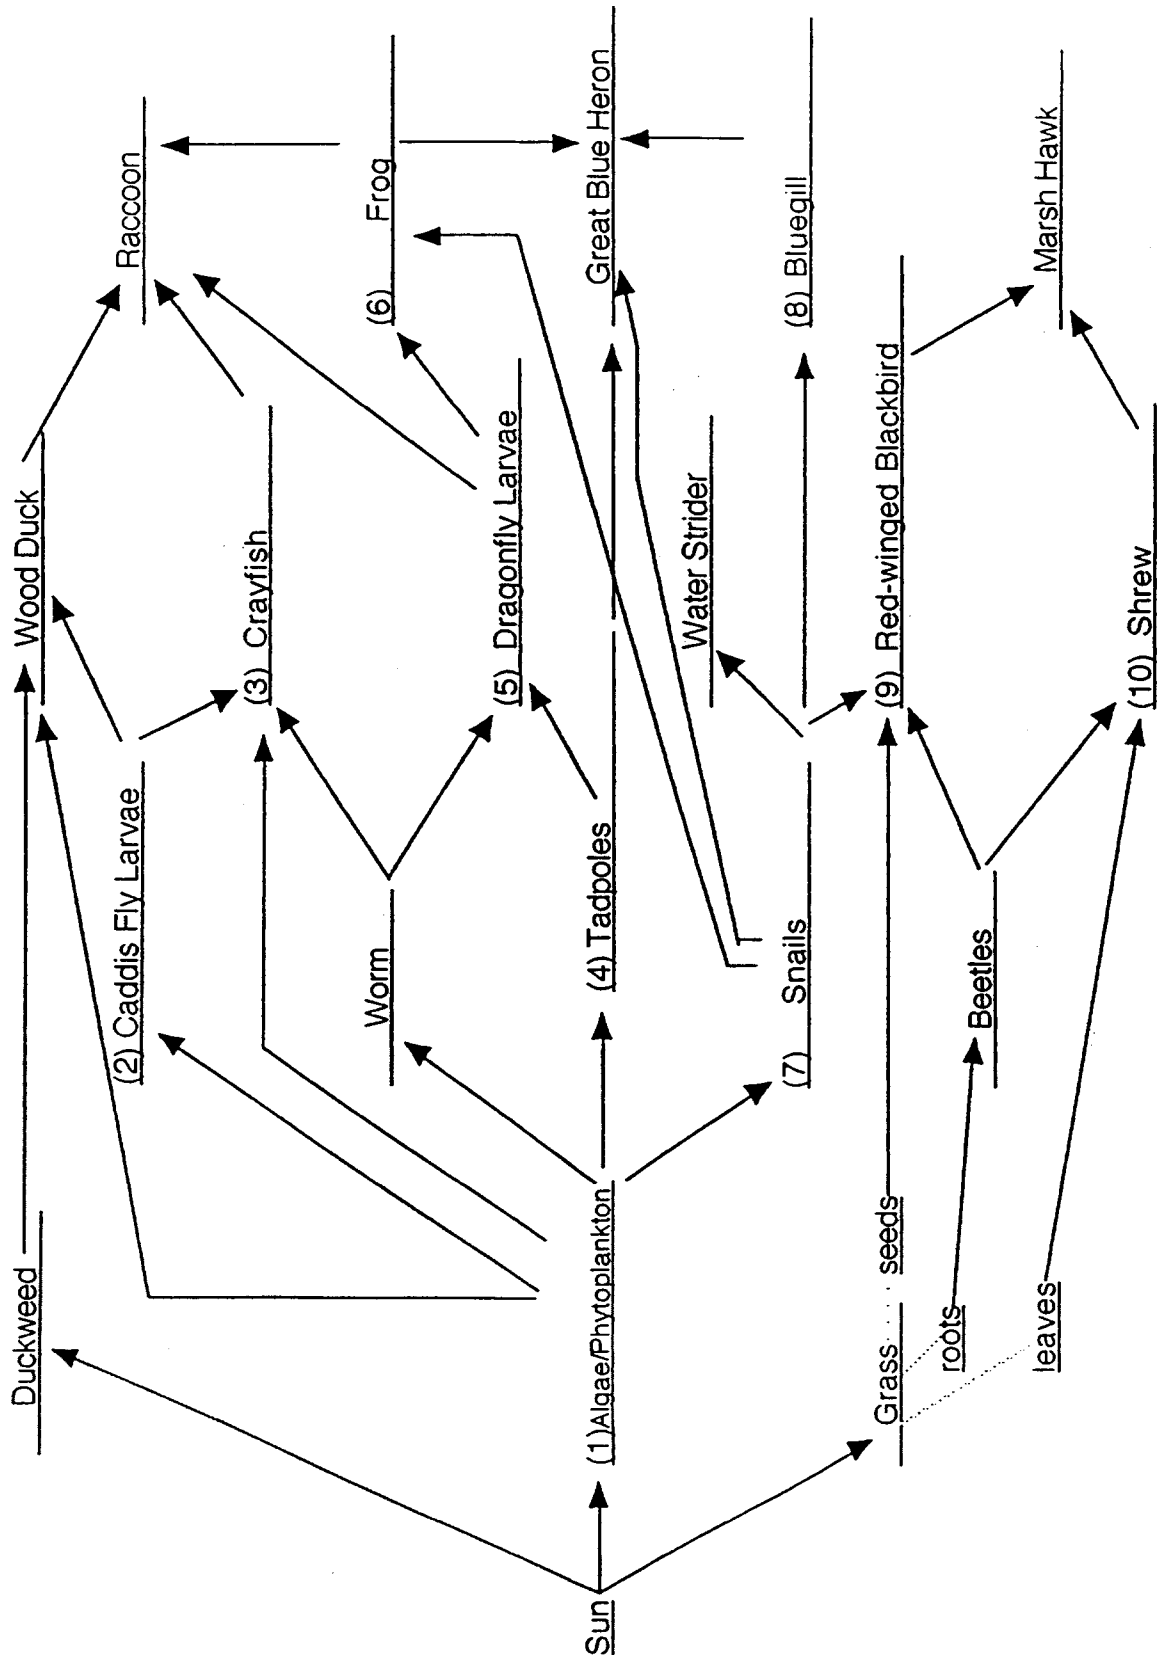 Sun
Duckweed
(1)Algae/Phytoplankton
Grass
seeds
roots
leaves
(2) Caddis Fly Larvae
Worm
(4) Tadpoles
(7) Snails
Beetles
Wood Duck
(3) Crayfish
(5) Dragonfly Larvae
Water Strider
(9) Red-winged Blackbird
(10) Shrew
Raccoon
(6) Frog
Great Blue Heron
(8) Bluegill
Marsh Hawk